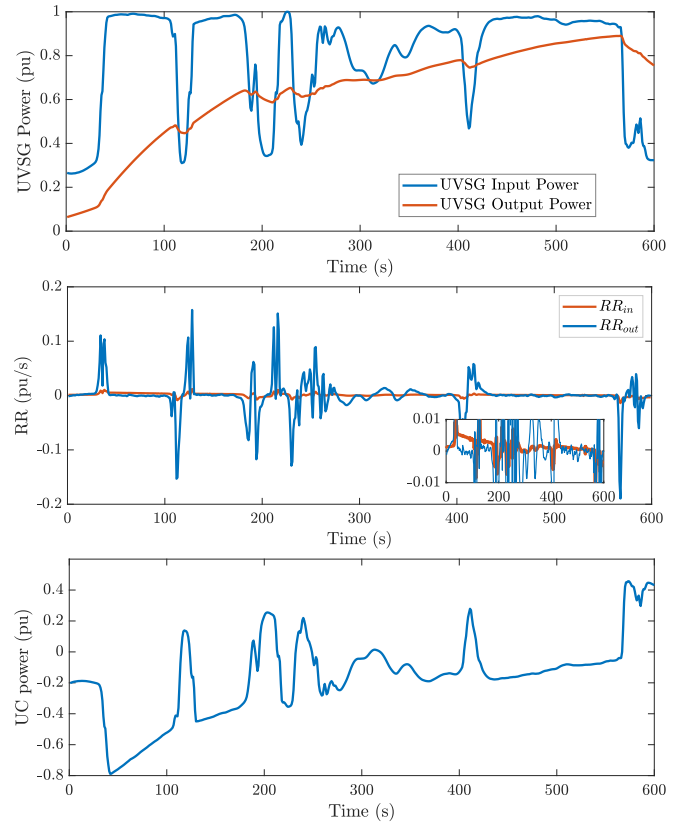 UVSG Power (pu)
1
0.8
0.6
0.4
0.2
0
UVSG Input Power
UVSG Output Power
0 100 200 300 400 500 600
Time (s)
RR (pu/s)
0.2
0.1
0
-0.1
-0.2
RR_in
RR_out
0.01
0
-0.01
0 200 400 600
0 100 200 300 400 500 600
Time (s)
UC power (pu)
0.4
0.2
0
-0.2
-0.4
-0.6
-0.8
0 100 200 300 400 500 600
Time (s)